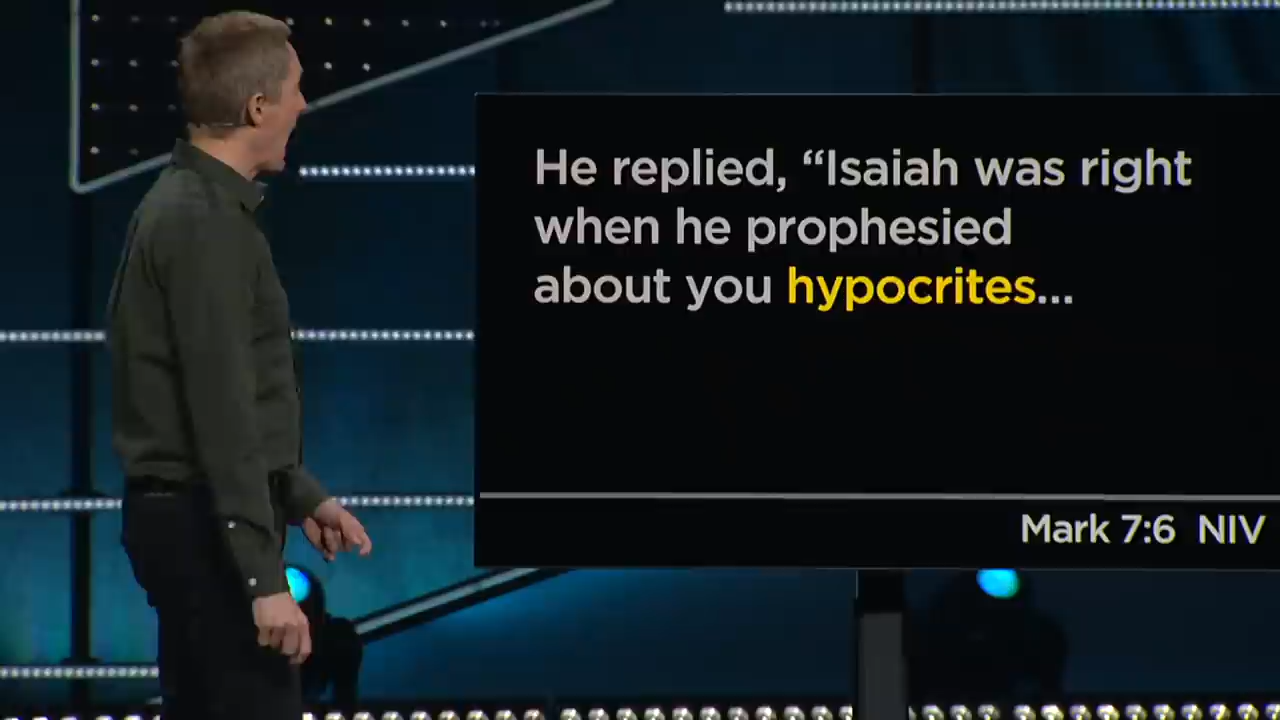 He replied, “Isaiah was right
when he prophesied
about you hypocrites...
Mark 7:6 NIV